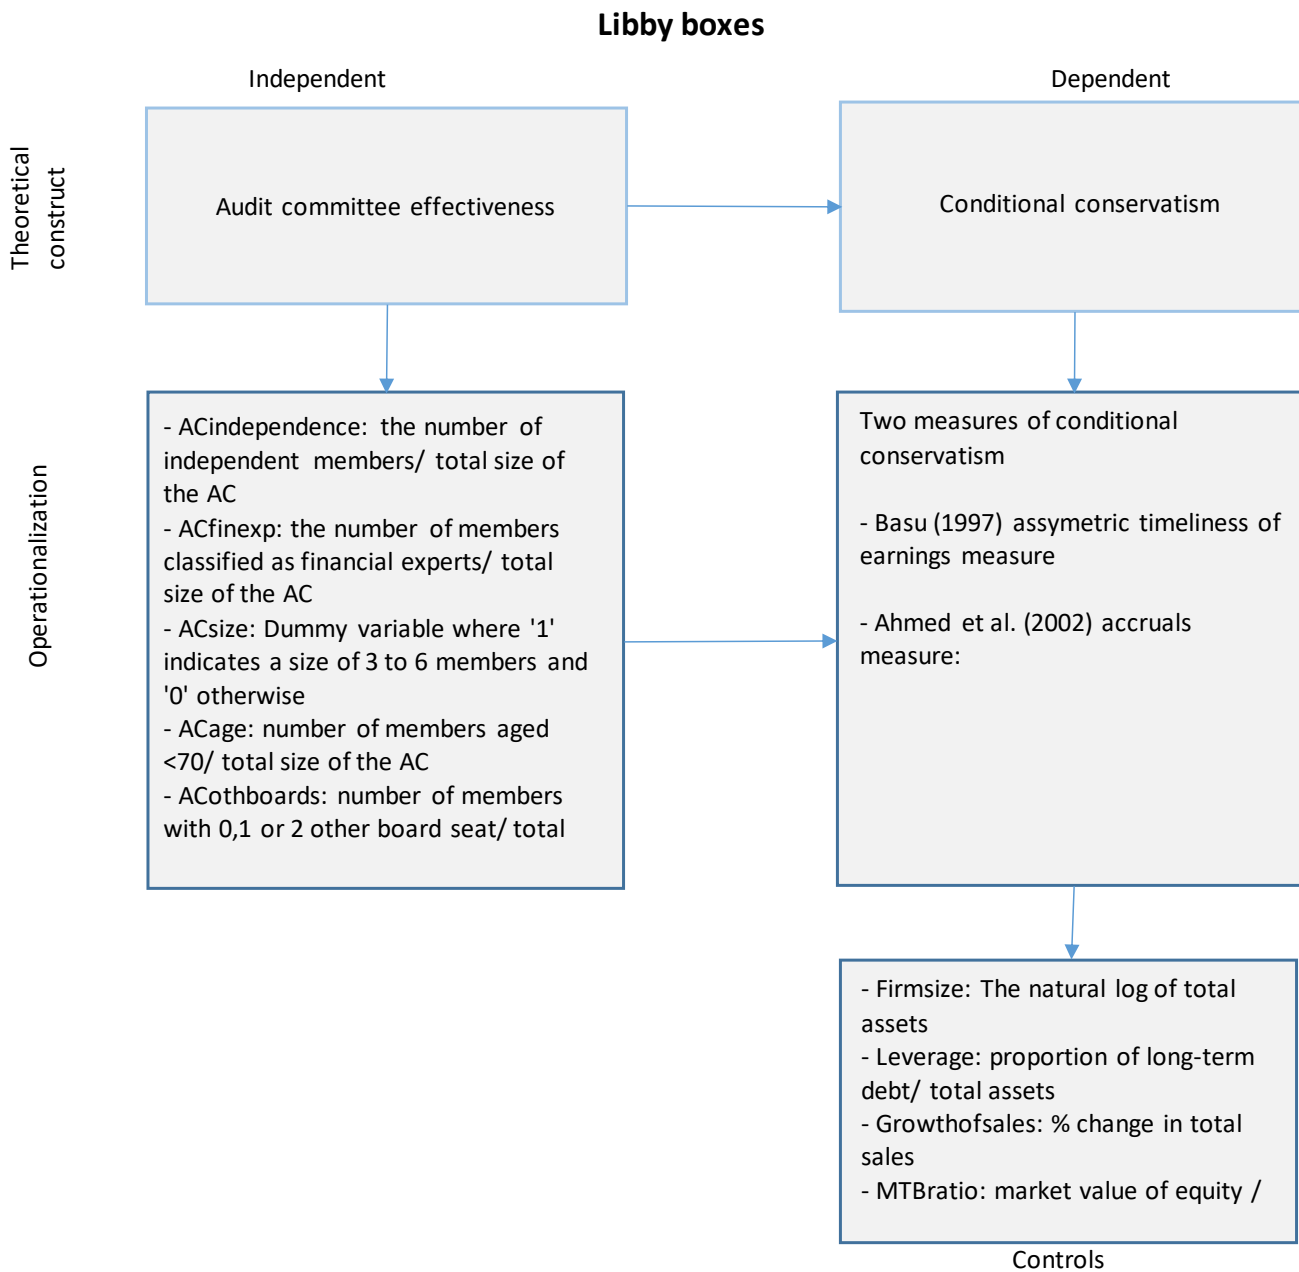 Libby boxes
Independent
Dependent
Theoretical
construct
Audit committee effectiveness
Conditional conservatism
Operationalization
- ACindependence: the number of
independent members/ total size of
the AC
- ACfinexp: the number of members
classified as financial experts/ total
size of the AC
- ACsize: Dummy variable where '1'
indicates a size of 3 to 6 members and
'0' otherwise
- ACage: number of members aged
<70/ total size of the AC
- ACothboards: number of members
with 0,1 or 2 other board seat/ total
Two measures of conditional
conservatism
- Basu (1997) assymetric timeliness of
earnings measure
- Ahmed et al. (2002) accruals
measure:
- Firmsize: The natural log of total
assets
- Leverage: proportion of long-term
debt/ total assets
- Growthofsales: % change in total
sales
- MTBratio: market value of equity /
Controls